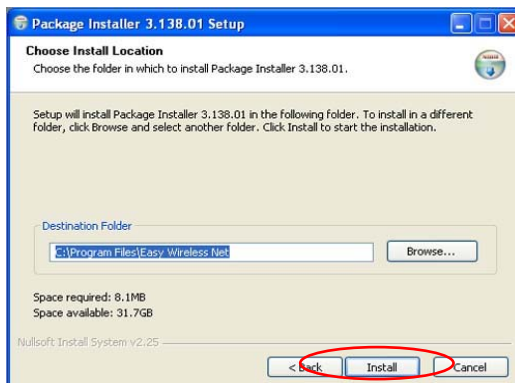 Package Installer 3.138.01 Setup
Choose Install Location
Choose the folder in which to install Package Installer 3.138.01.
Setup will install Package Installer 3.138.01 in the following folder. To install in a different
folder, click Browse and select another folder. Click Install to start the installation.
Destination Folder
C:\Program Files\Easy Wireless Net
Browse...
Space required: 8.1MB
Space available: 31.7GB
Nullsoft Install System v2.25
< Back
Install
Cancel